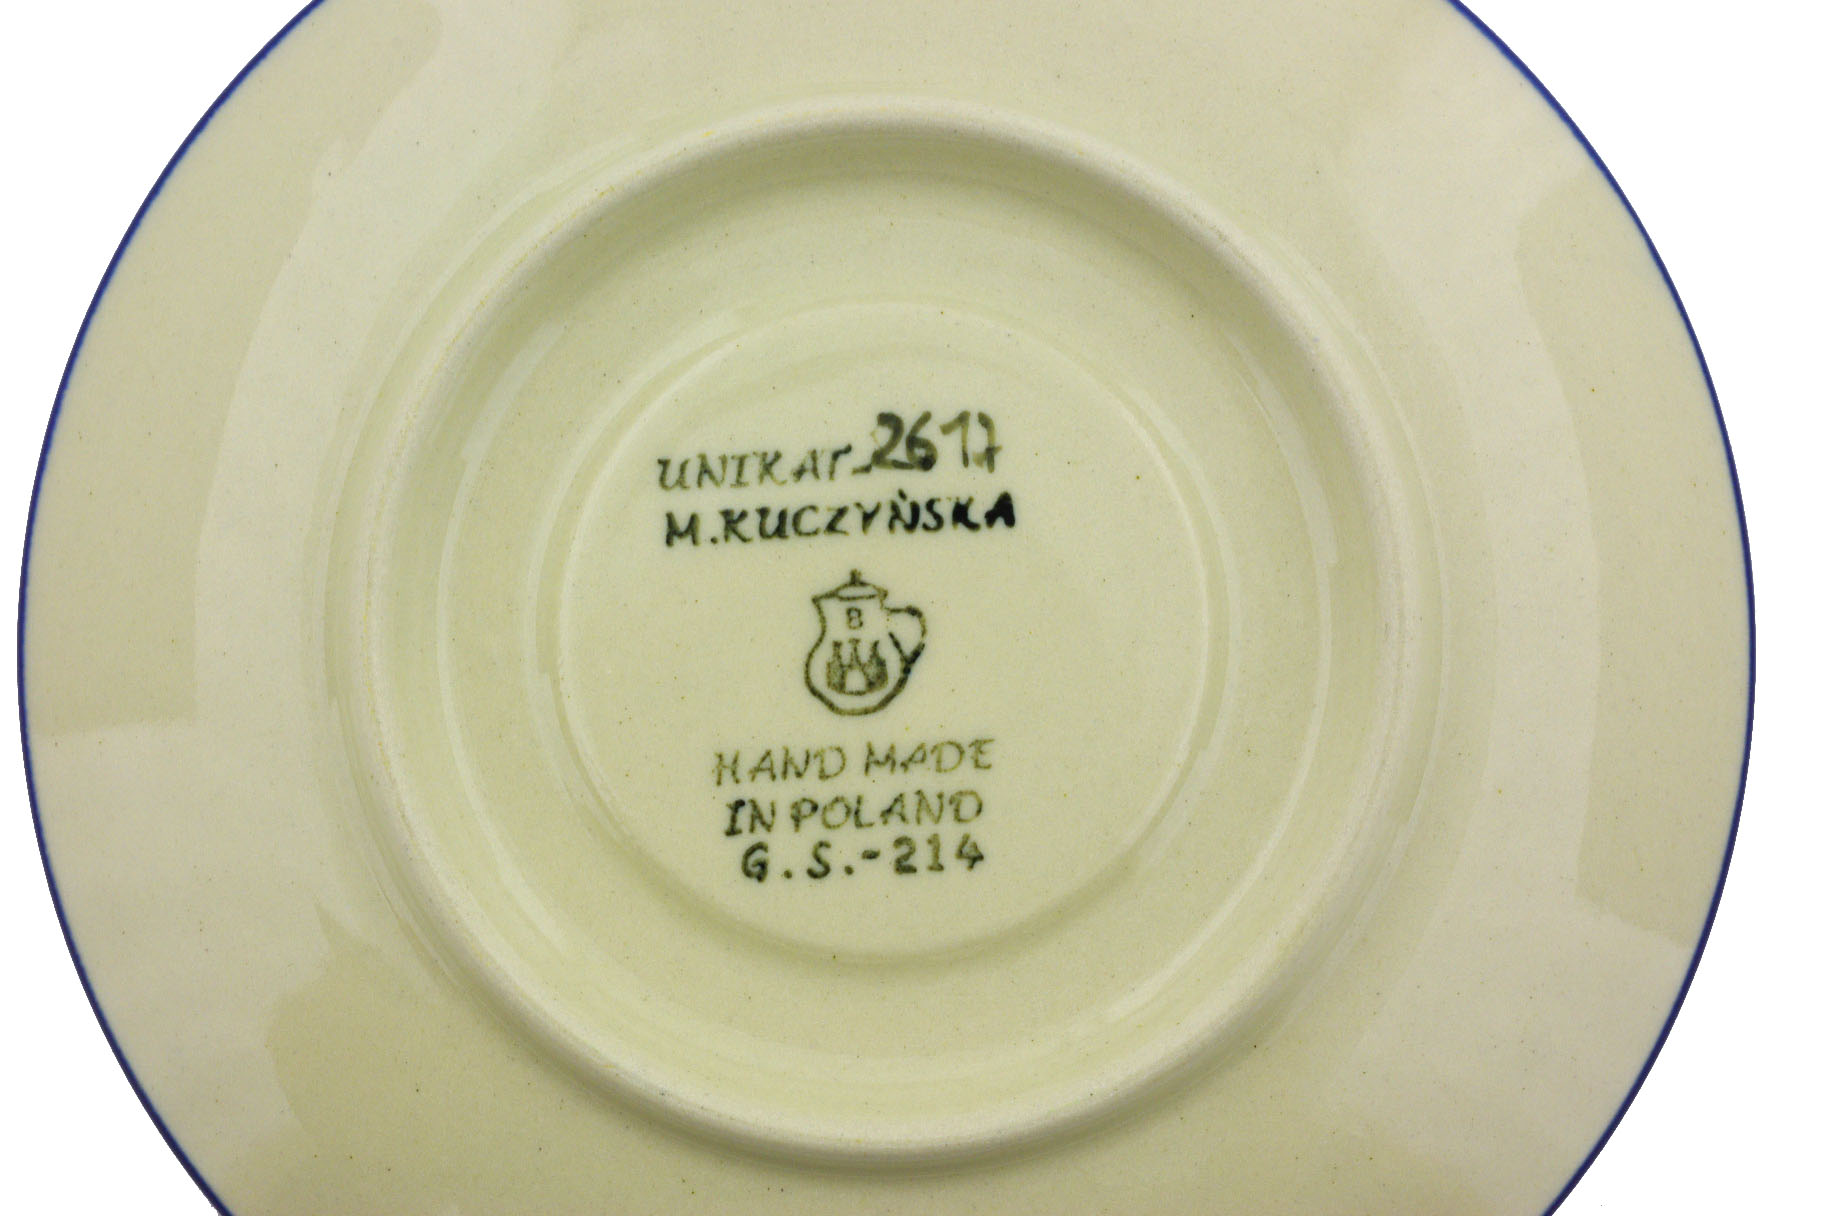 UNIKAT-2617
M.KUCZYŃSKA
B
HAND MADE
IN POLAND
G.S.-214